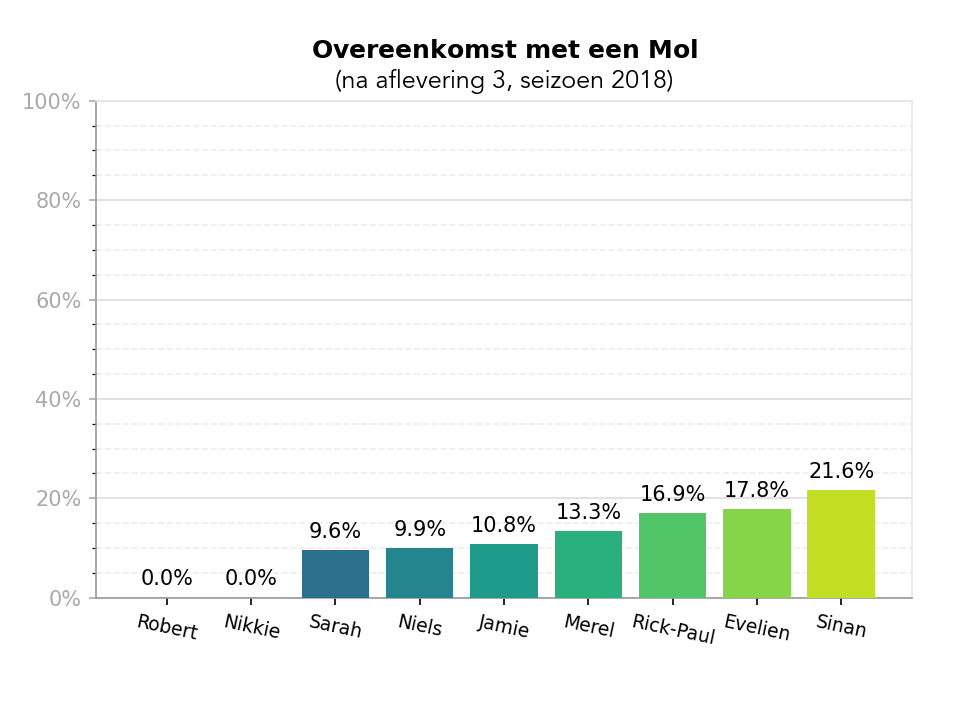 Overeenkomst met een Mol
(na aflevering 3, seizoen 2018)
100%
80%
60%
40%
20%
0%
0.0%
0.0%
9.6%
9.9%
10.8%
13.3%
16.9%
17.8%
21.6%
Robert
Nikkie
Sarah
Niels
Jamie
Merel
Rick-Paul
Evelien
Sinan